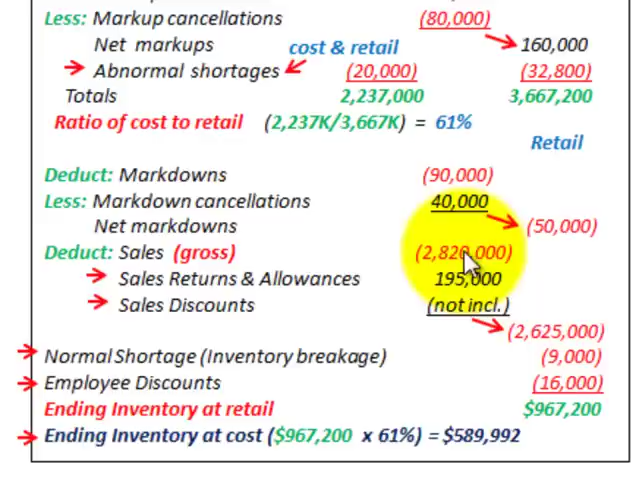 Less: Markup cancellations (80,000)
Net markups cost & retail 160,000
Abnormal shortages (20,000) (32,800)
Totals 2,237,000 3,667,200
Ratio of cost to retail (2,237K/3,667K) = 61%
Retail
Deduct: Markdowns (90,000)
Less: Markdown cancellations 40,000
Net markdowns (50,000)
Deduct: Sales (gross) (2,820,000)
Sales Returns & Allowances 195,000
Sales Discounts (not incl.)
(2,625,000)
Normal Shortage (Inventory breakage) (9,000)
Employee Discounts (16,000)
Ending Inventory at retail $967,200
Ending Inventory at cost ($967,200 x 61%) = $589,992